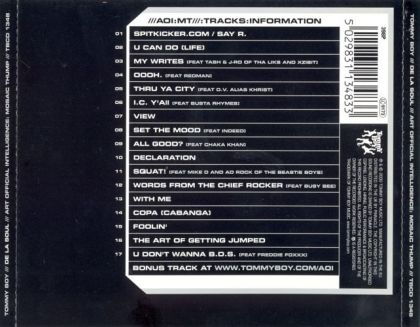 ///AOI:MT///:TRACKS:INFORMATION
01 SPITKICKER.COM / SAY R.
02 U CAN DO (LIFE)
03 MY WRITES (FEAT TASH & J-RO OF THA LIKS AND XZIBIT)
04 OOOH. (FEAT REDMAN)
05 THRU YA CITY (FEAT D.V. ALIAS KHRIST)
06 I.C. Y'All (FEAT BUSTA RHYMES)
07 VIEW
08 SET THE MOOD (FEAT INDEED)
09 ALL GOOD? (FEAT CHAKA KHAN)
10 DECLARATION
11 SQUAT! (FEAT MIKE D AND AD ROCK OF THE BEASTIE BOYS)
12 WORDS FROM THE CHIEF ROCKER (FEAT BUSY BEE)
13 WITH ME
14 COPA (CABANGA)
15 FOOLIN'
16 THE ART OF GETTING JUMPED
17 U DON'T WANNA B.D.S. (FEAT FREDDIE FOXXX)
BONUS TRACK AT WWW.TOMMYBOY.COM/AOI
5 029831 134833
TOMMY BOY /// DE LA SOUL /// ART OFFICIAL INTELLIGENCE: MOSAIC THUMP /// TBCD 1348
TOMMY BOY /// DE LA SOUL /// ART OFFICIAL INTELLIGENCE: MOSAIC THUMP /// TBCD 1348